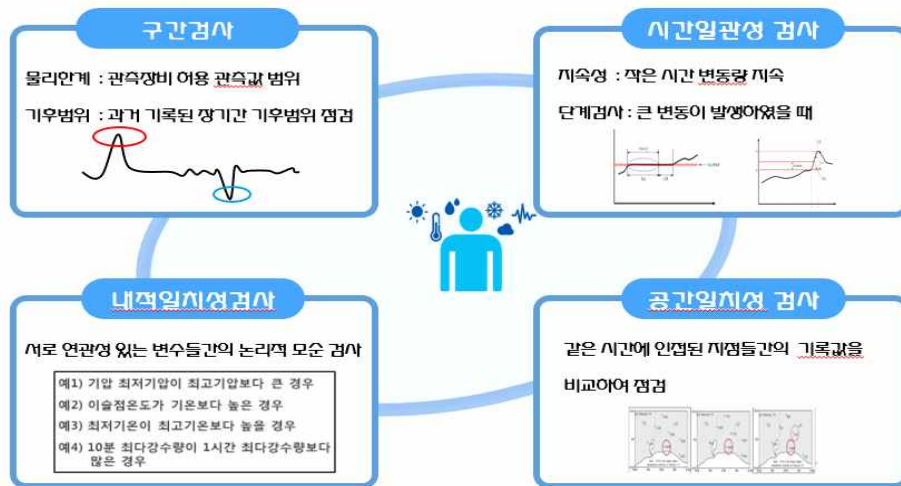 구간검사
물리한계 : 관측장비 허용 관측값 범위
기후범위 : 과거 기록된 장기간 기후범위 점검
시간일관성 검사
지속성 : 작은 시간 변동량 지속
단계검사 : 큰 변동이 발생하였을 때
내적일치성검사
서로 연관성 있는 변수들간의 논리적 모순 검사
예1) 기압 최저기압이 최고기압보다 큰 경우
예2) 이슬점온도가 기온보다 높은 경우
예3) 최저기온이 최고기온보다 높을 경우
예4) 10분 최다강수량이 1시간 최다강수량보다
많은 경우
공간일치성 검사
같은 시간에 인접된 지점들간의 기록값을
비교하여 점검